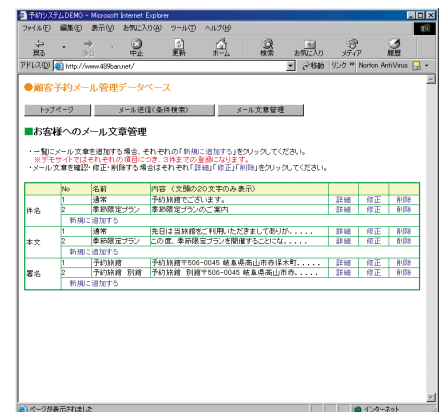 予約システムDEMO - Microsoft Internet Explorer
ファイル(F) 編集(E) 表示(V) お気に入り(A) ツール(T) ヘルプ(H)
戻る 進む 中止 更新 ホーム 検索 お気に入り メディア 履歴
アドレス(D) http://www.489ban.net/ 移動 リンク » Norton AntiVirus
●顧客予約メール管理データベース
トップページ メール送信(条件検索) メール文章管理
■お客様へのメール文章管理
・一覧にメール文章を追加する場合、それぞれの「新規に追加する」をクリックしてください。
※デモサイトではそれぞれの項目につき、3件までの登録になります。
・メール文章を確認・修正・削除する場合はそれぞれ「詳細」「修正」「削除」をクリックしてください。
No 名前 内容 (文頭の20文字のみ表示)
件名
1 通常 予約旅館でございます。 詳細 修正 削除
2 季節限定プラン 季節限定プランのご案内 詳細 修正 削除
新規に追加する
本文
1 通常 先日は当旅館をご利用いただきましてありが..... 詳細 修正 削除
2 季節限定プラン この度、季節限定プランを開催することにな..... 詳細 修正 削除
新規に追加する
署名
1 予約旅館 予約旅館〒506-0045 岐阜県高山市赤保木町..... 詳細 修正 削除
2 予約旅館 別館 予約旅館 別館〒506-0045 岐阜県高山市赤..... 詳細 修正 削除
新規に追加する
ページが表示されました インターネット